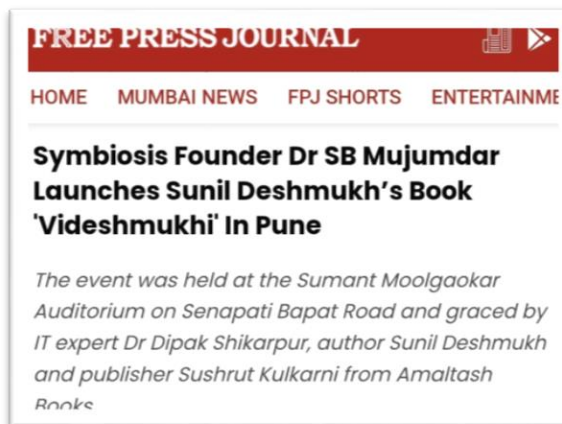 FREE PRESS JOURNAL
HOME MUMBAI NEWS FPJ SHORTS ENTERTAINME
Symbiosis Founder Dr SB Mujumdar
Launches Sunil Deshmukh’s Book
'Videshmukhi' In Pune
The event was held at the Sumant Moolgaokar
Auditorium on Senapati Bapat Road and graced by
IT expert Dr Dipak Shikarpur, author Sunil Deshmukh
and publisher Sushrut Kulkarni from Amaltash
Books